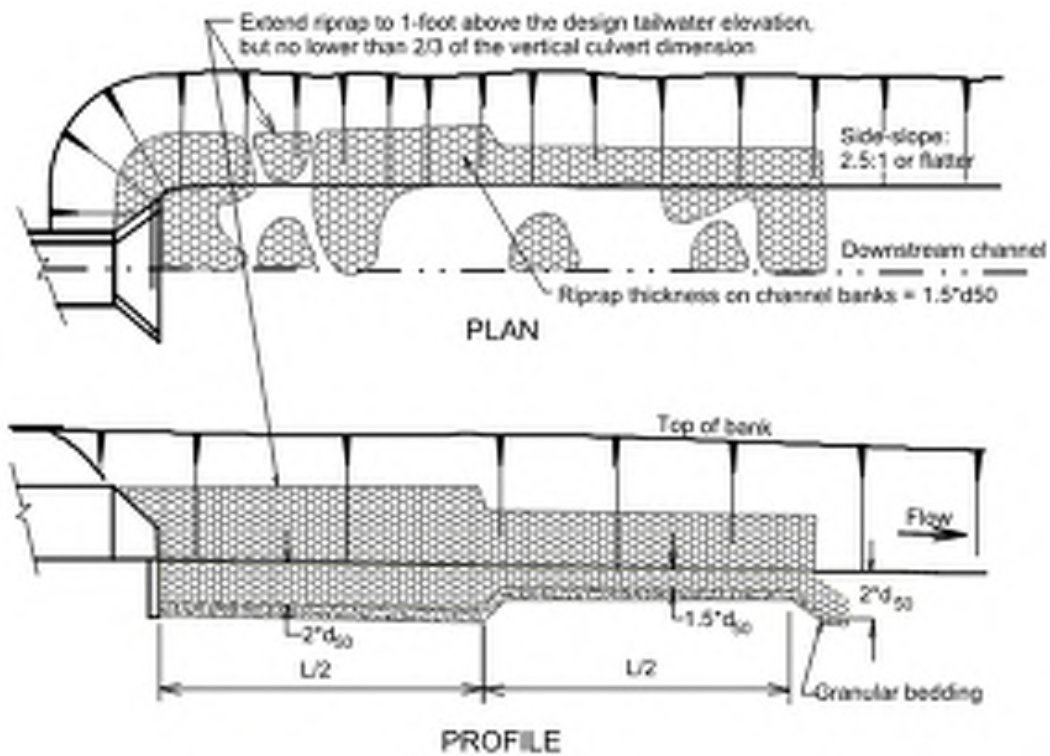 Extend riprap to 1-foot above the design tailwater elevation,
but no lower than 2/3 of the vertical culvert dimension
Side-slope:
2.5:1 or flatter
Downstream channel
Riprap thickness on channel banks = 1.5*d50
PLAN
Top of bank
Flow
2*d50
2*d50
1.5*d50
L/2
L/2
Granular bedding
PROFILE